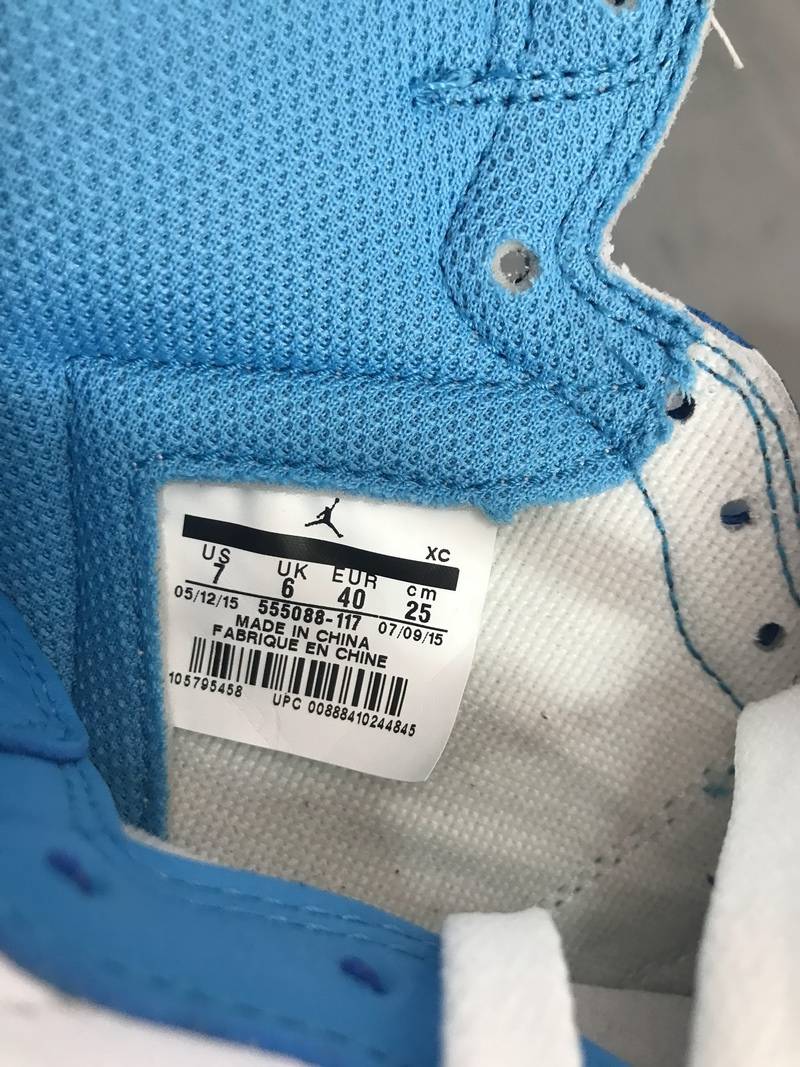 XC
US UK EUR cm
7 6 40 25
05/12/15 555088-117 07/09/15
MADE IN CHINA
FABRIQUE EN CHINE
105795458 UPC 00888410244845